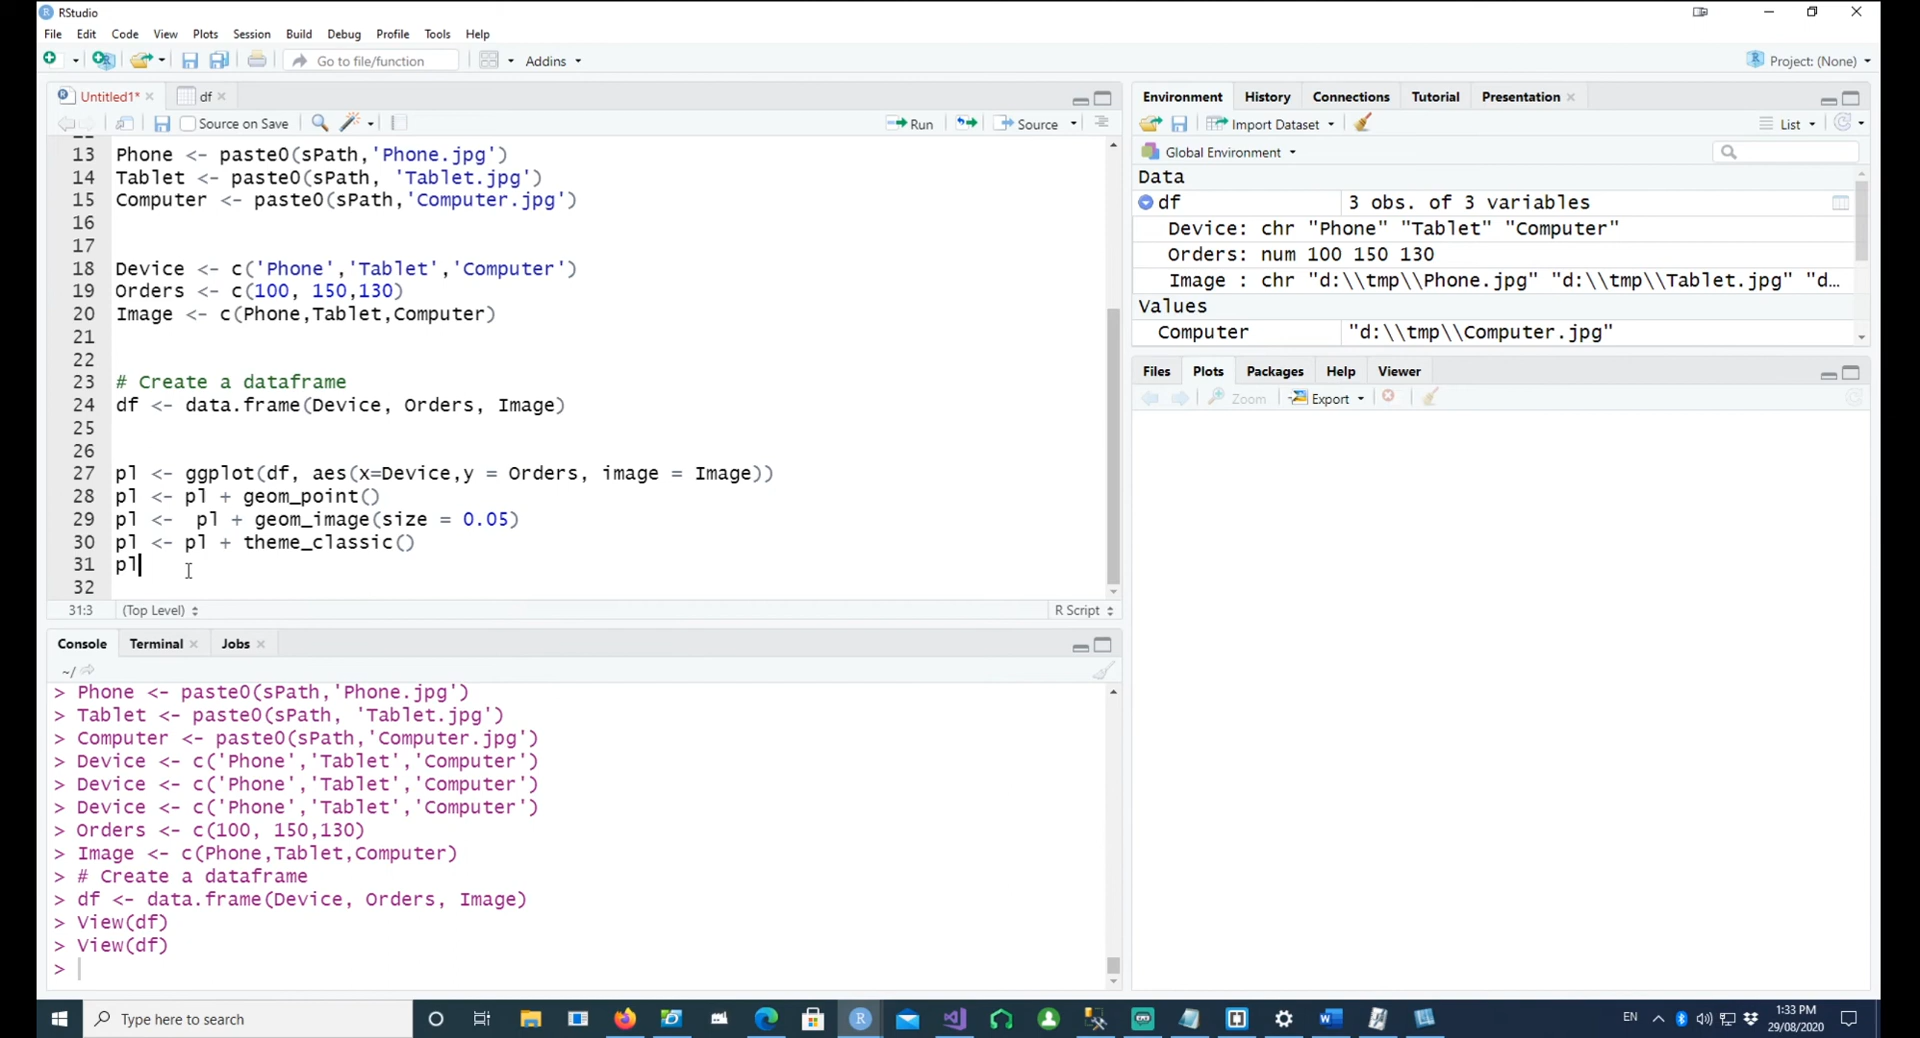 RStudio
File Edit Code View Plots Session Build Debug Profile Tools Help
Go to file/function Addins Project: (None)
Untitled1* df
Source on Save Run Source
13 Phone <- paste0(sPath,'Phone.jpg')
14 Tablet <- paste0(sPath, 'Tablet.jpg')
15 Computer <- paste0(sPath,'Computer.jpg')
16
17
18 Device <- c('Phone','Tablet','Computer')
19 Orders <- c(100, 150,130)
20 Image <- c(Phone,Tablet,Computer)
21
22
23 # Create a dataframe
24 df <- data.frame(Device, Orders, Image)
25
26
27 pl <- ggplot(df, aes(x=Device,y = Orders, image = Image))
28 pl <- pl + geom_point()
29 pl <-  pl + geom_image(size = 0.05)
30 pl <- pl + theme_classic()
31 pl
32
31:3 (Top Level) R Script
Console Terminal Jobs
~/
> Phone <- paste0(sPath,'Phone.jpg')
> Tablet <- paste0(sPath, 'Tablet.jpg')
> Computer <- paste0(sPath,'Computer.jpg')
> Device <- c('Phone','Tablet','Computer')
> Device <- c('Phone','Tablet','Computer')
> Device <- c('Phone','Tablet','Computer')
> Orders <- c(100, 150,130)
> Image <- c(Phone,Tablet,Computer)
> # Create a dataframe
> df <- data.frame(Device, Orders, Image)
> View(df)
> View(df)
>
Environment History Connections Tutorial Presentation
Import Dataset List
Global Environment
Data
df 3 obs. of 3 variables
Device: chr "Phone" "Tablet" "Computer"
Orders: num 100 150 130
Image : chr "d:\\tmp\\Phone.jpg" "d:\\tmp\\Tablet.jpg" "d…
Values
Computer "d:\\tmp\\Computer.jpg"
Files Plots Packages Help Viewer
Zoom Export
Type here to search
EN
1:33 PM
29/08/2020